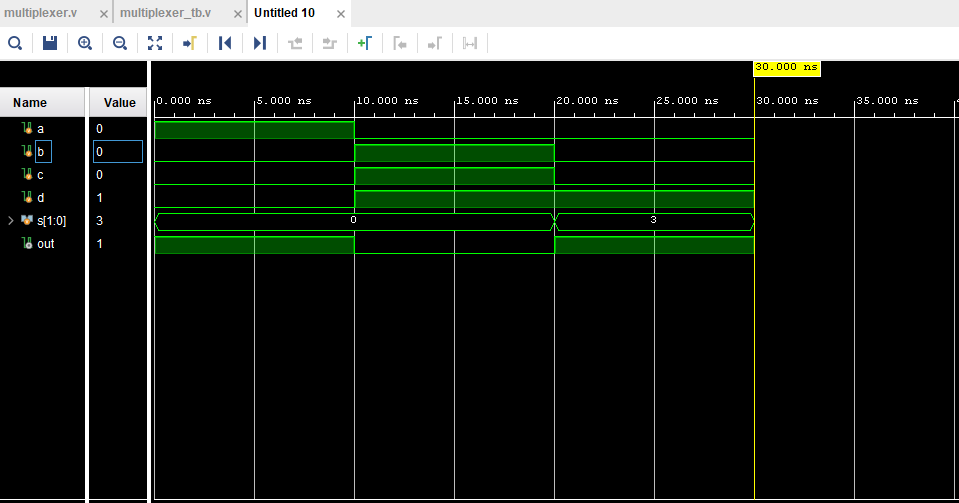 multiplexer.v × multiplexer_tb.v × Untitled 10 ×
30.000 ns
Name Value
0.000 ns 5.000 ns 10.000 ns 15.000 ns 20.000 ns 25.000 ns 30.000 ns 35.000 ns
a 0
b 0
c 0
d 1
s[1:0] 3 0 3
out 1